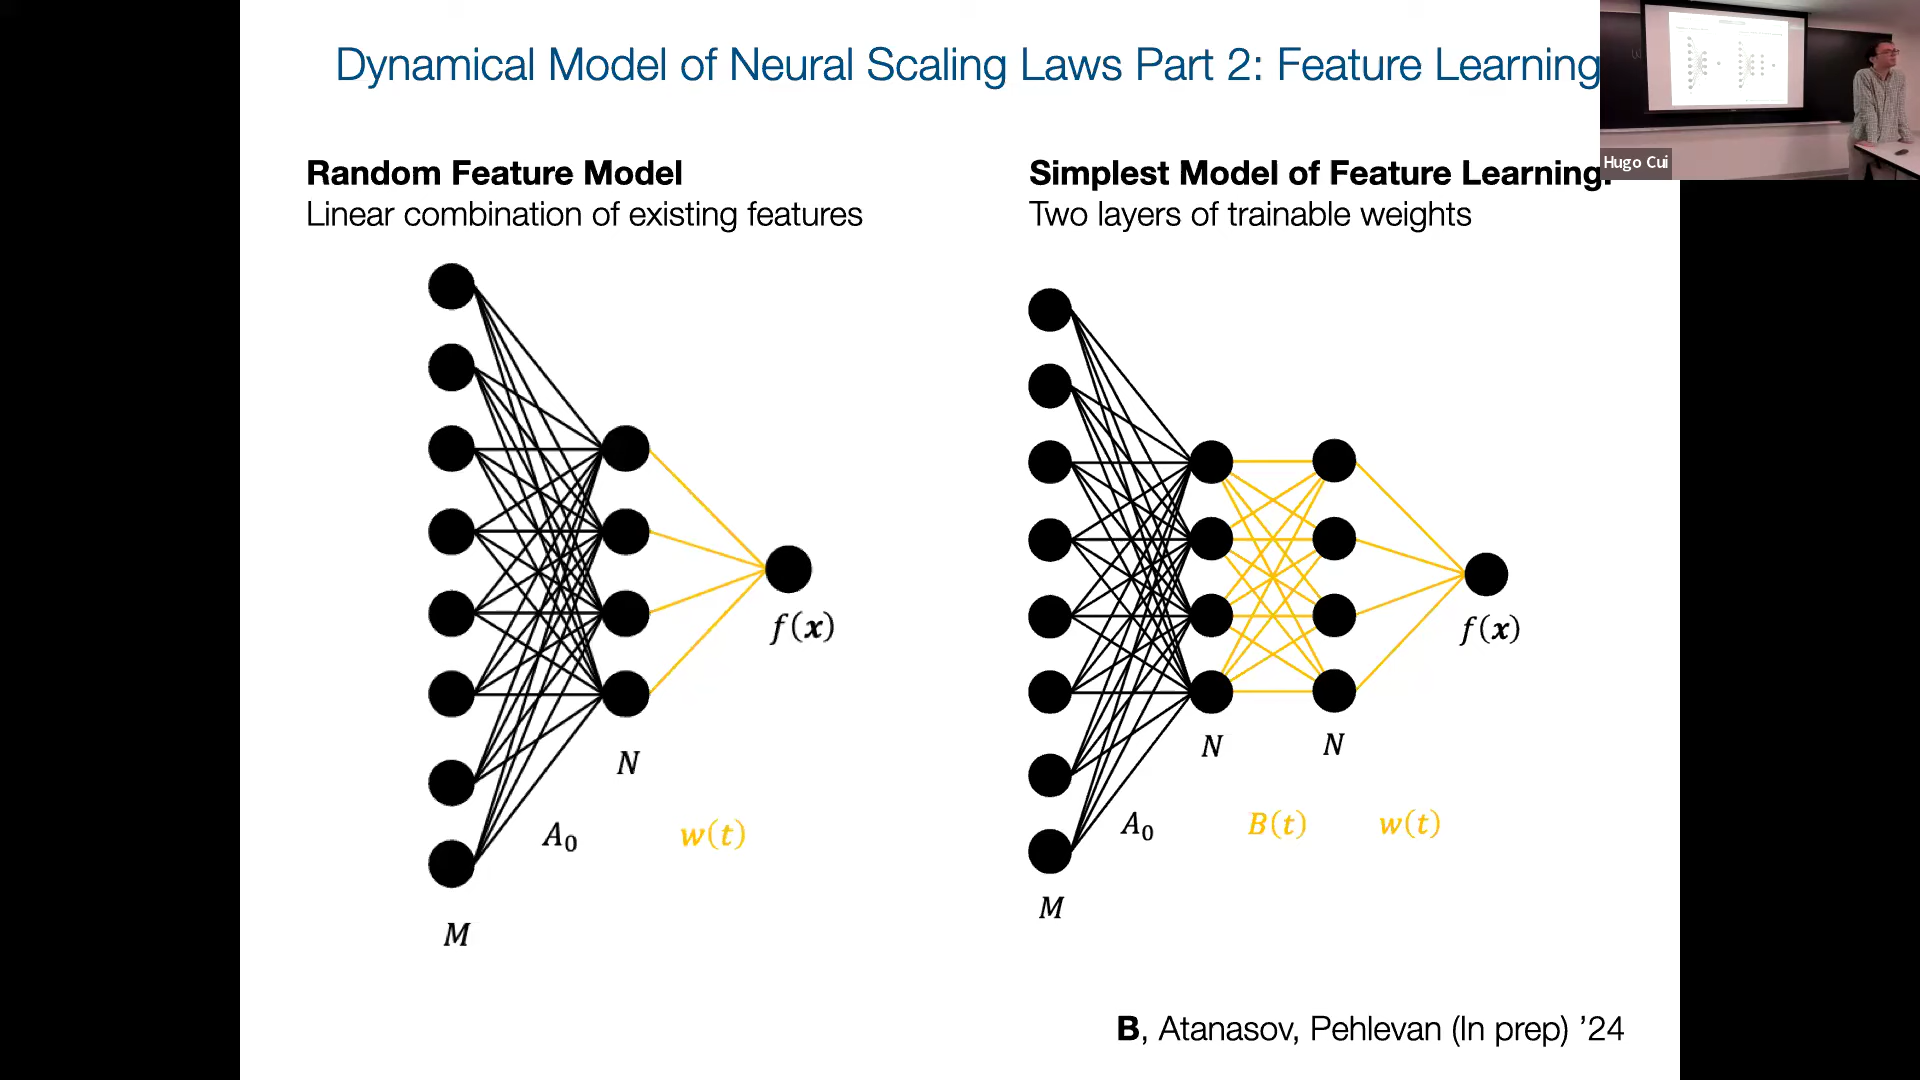 Dynamical Model of Neural Scaling Laws Part 2: Feature Learning
Hugo Cui
Random Feature Model
Linear combination of existing features
f(x)
N
A₀
w(t)
M
Simplest Model of Feature Learning:
Two layers of trainable weights
f(x)
N
N
A₀
B(t)
w(t)
M
B, Atanasov, Pehlevan (In prep) ’24